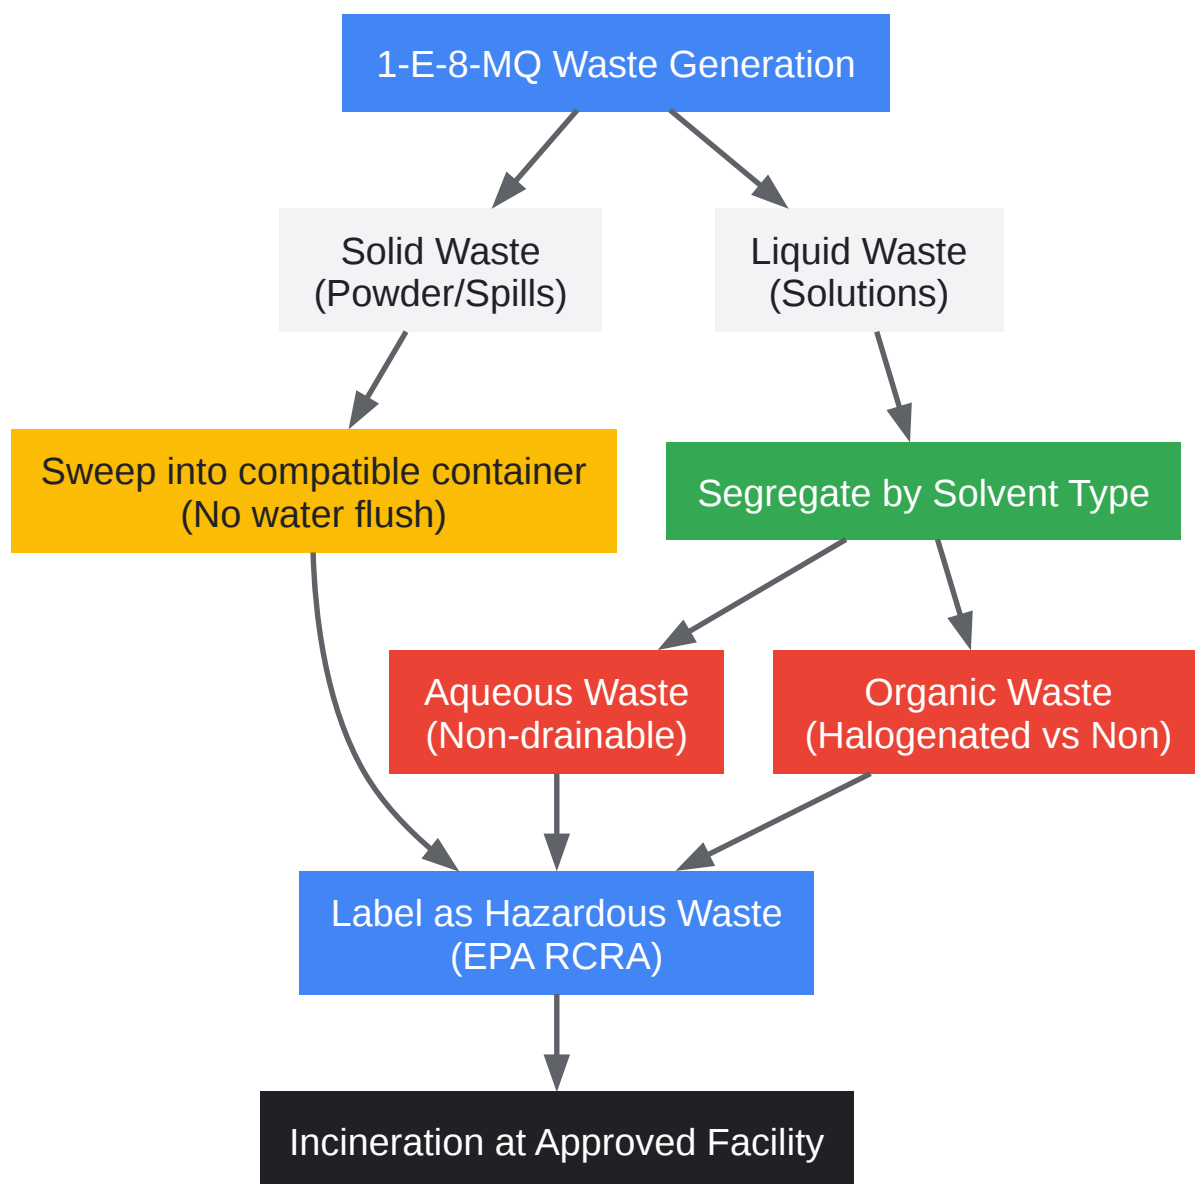 1-E-8-MQ Waste Generation
Solid Waste
(Powder/Spills)
Liquid Waste
(Solutions)
Sweep into compatible container
(No water flush)
Segregate by Solvent Type
Aqueous Waste
(Non-drainable)
Organic Waste
(Halogenated vs Non)
Label as Hazardous Waste
(EPA RCRA)
Incineration at Approved Facility